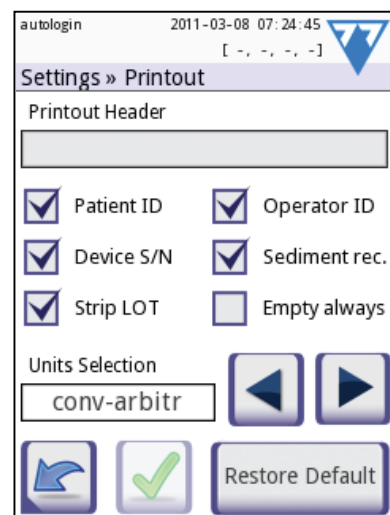 autologin 2011-03-08 07:24:45
[ -, -, -, -]
Settings » Printout
Printout Header
Patient ID Operator ID
Device S/N Sediment rec.
Strip LOT Empty always
Units Selection
conv-arbitr
Restore Default